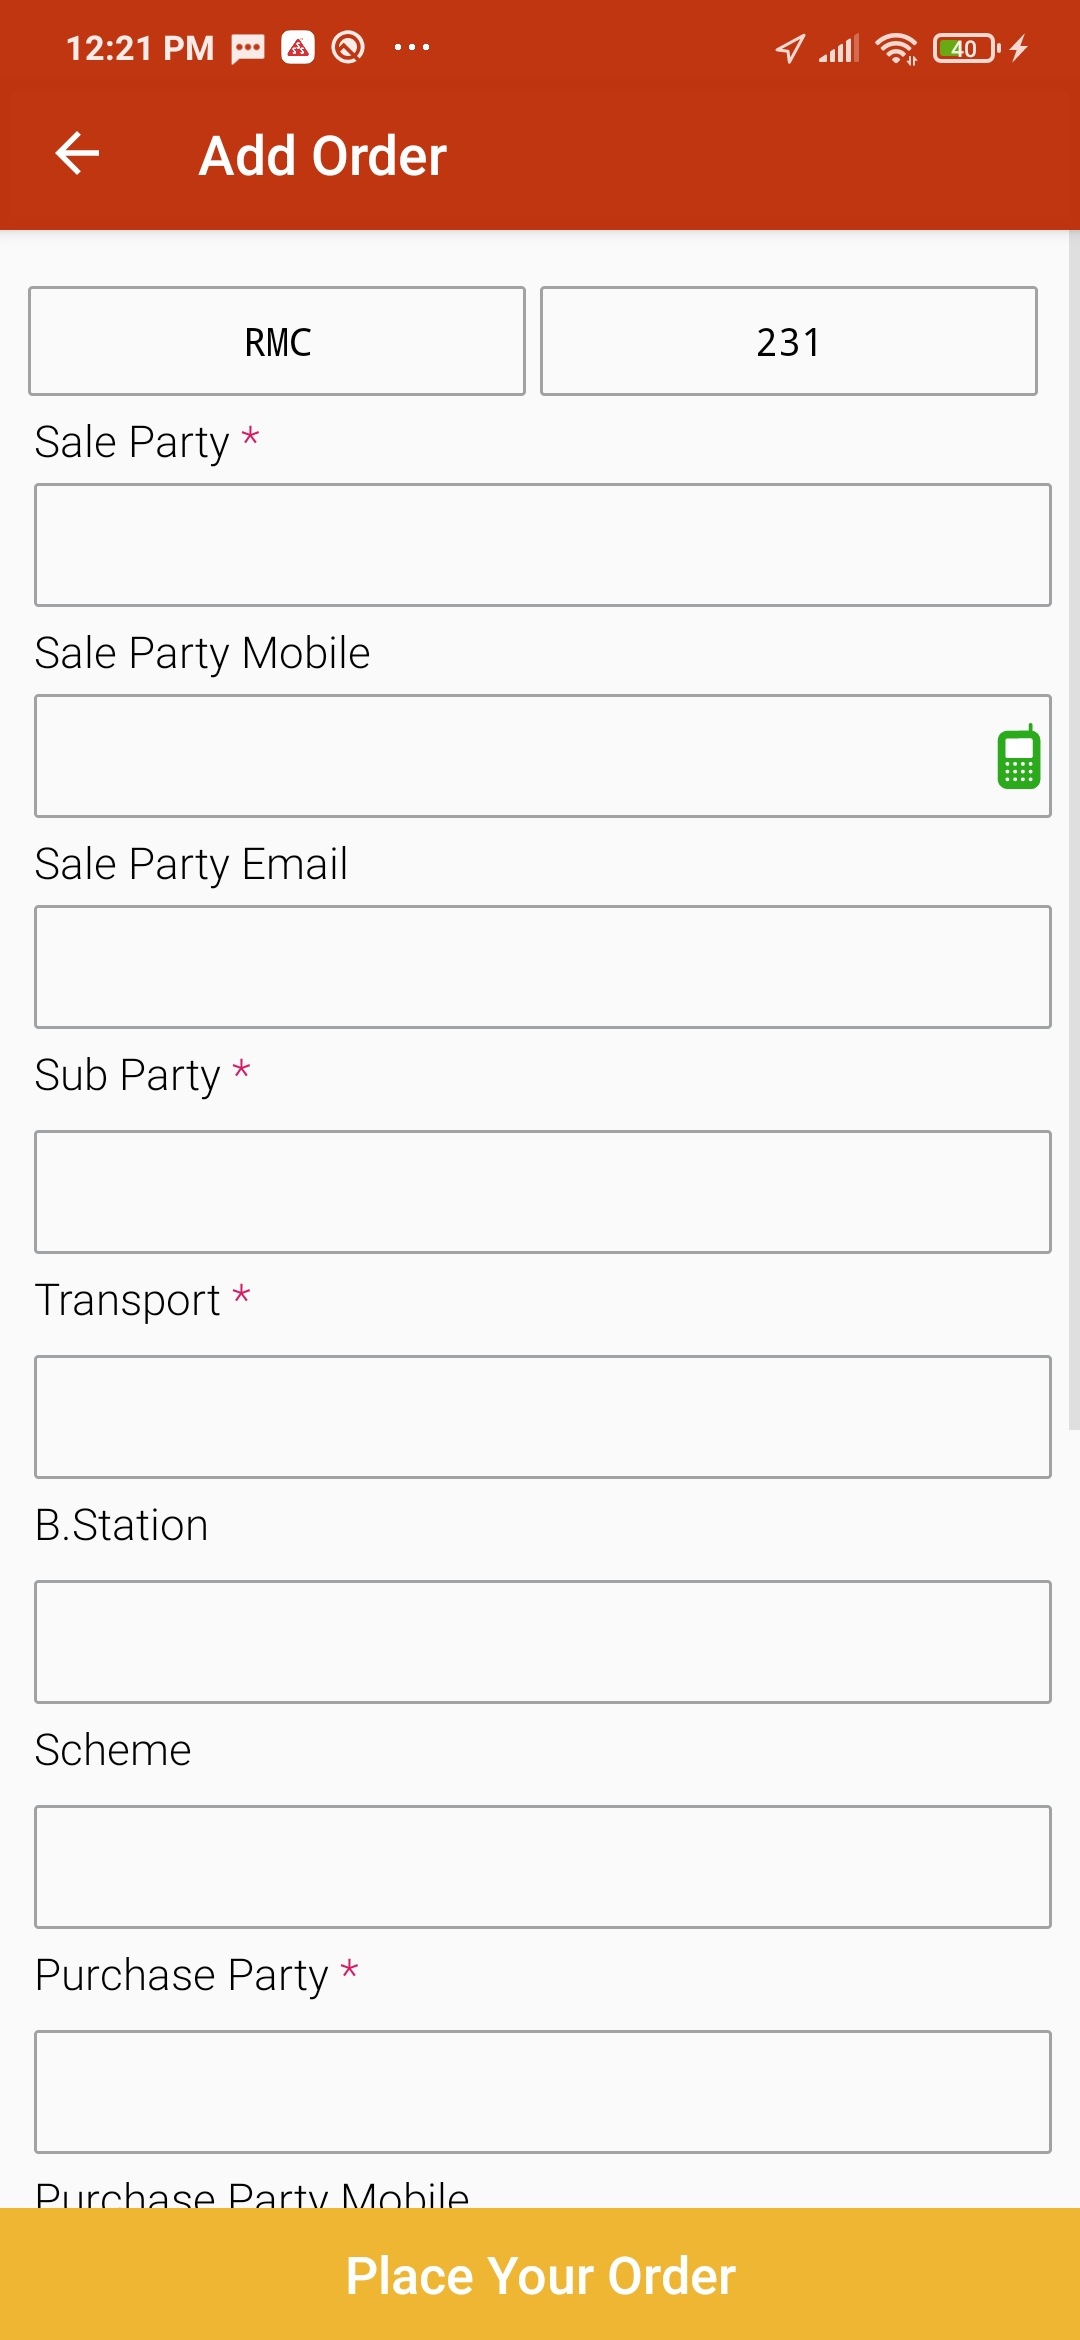 12:21 PM
40
Add Order
RMC
231
Sale Party *
Sale Party Mobile
Sale Party Email
Sub Party *
Transport *
B.Station
Scheme
Purchase Party *
Purchase Party Mobile
Place Your Order